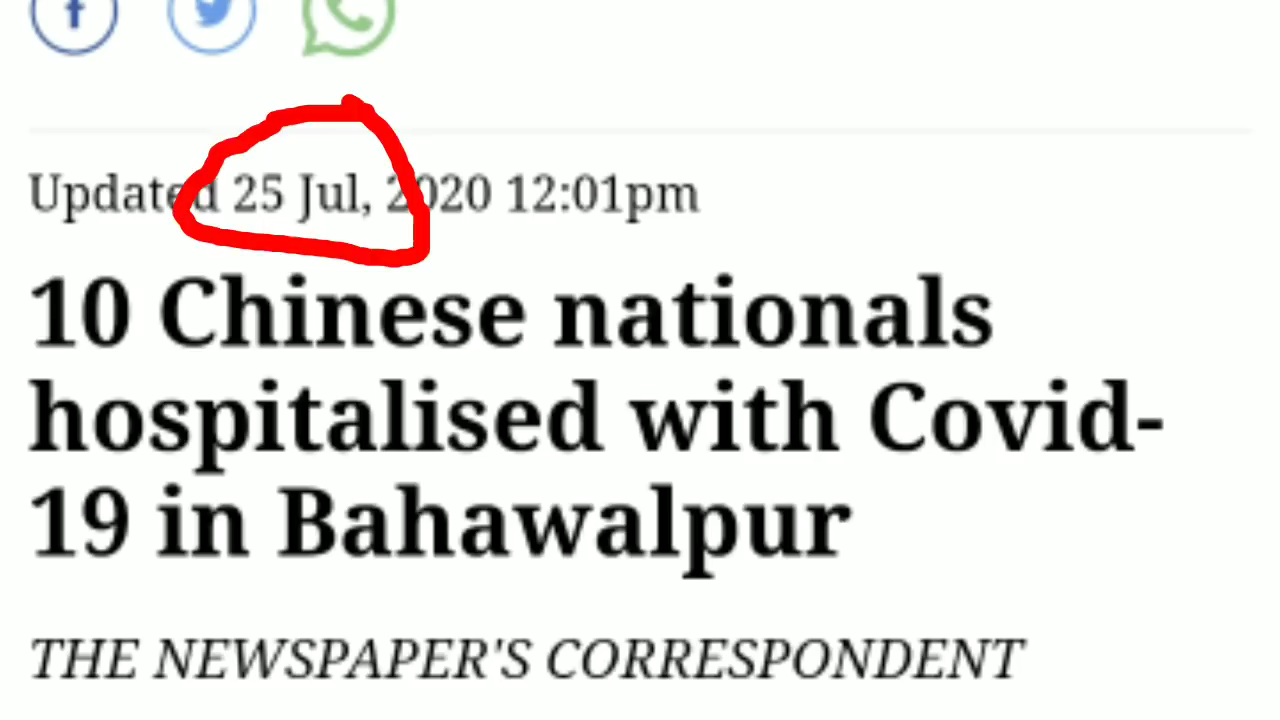 Updated 25 Jul, 2020 12:01pm
10 Chinese nationals
hospitalised with Covid-
19 in Bahawalpur
THE NEWSPAPER'S CORRESPONDENT